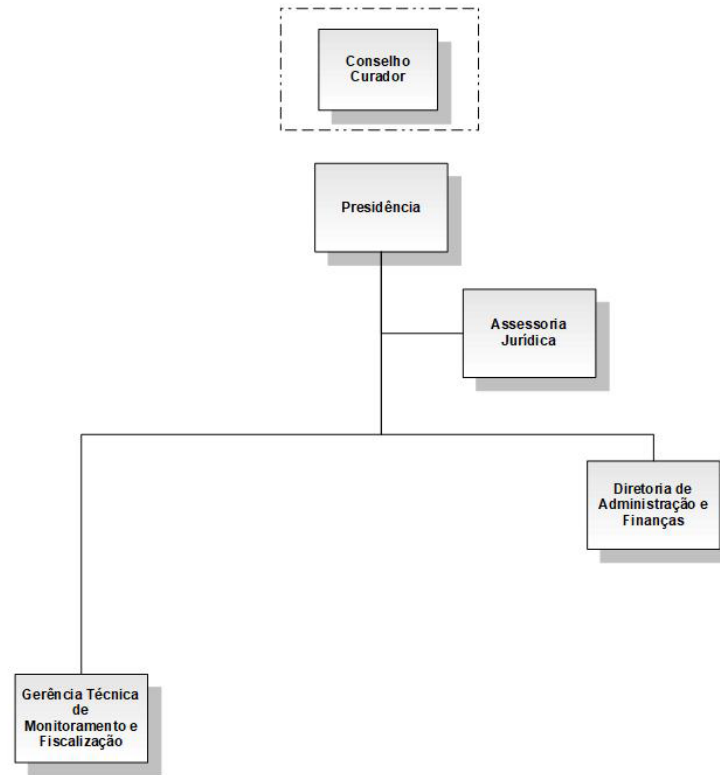 Conselho
Curador
Presidência
Assessoria
Jurídica
Diretoria de
Administração e
Finanças
Gerência Técnica
de
Monitoramento e
Fiscalização